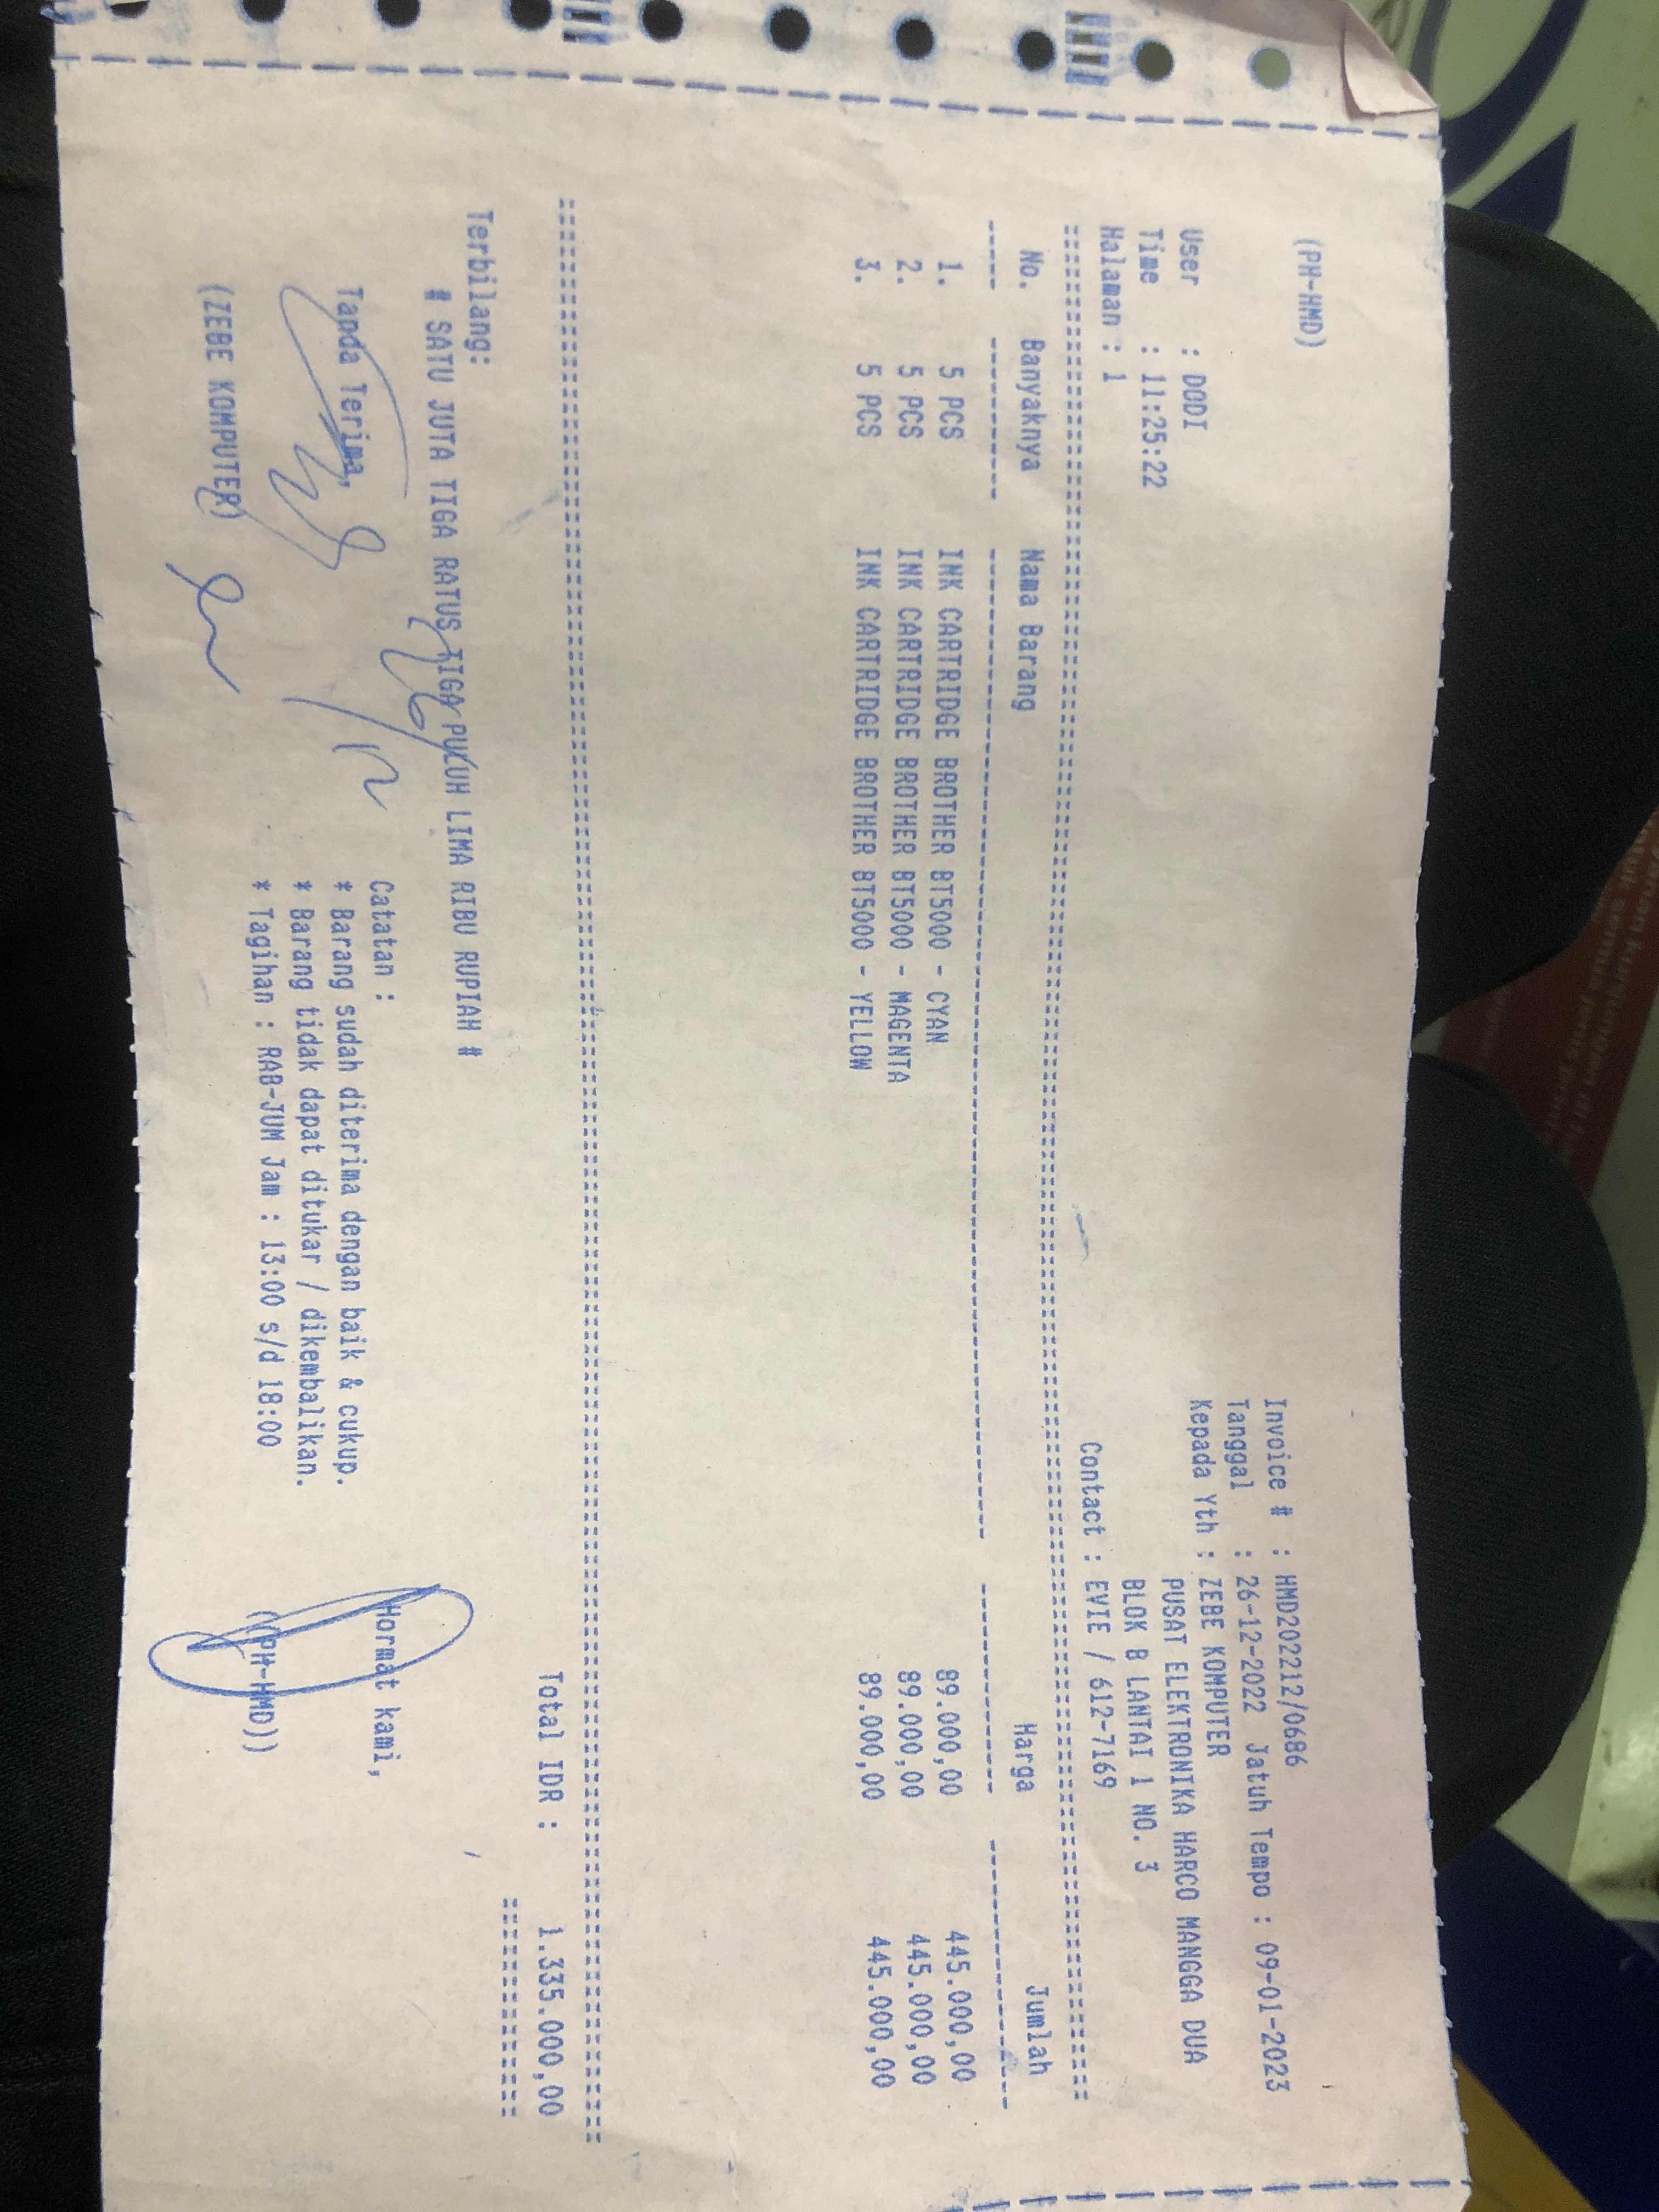 (PH-HMD)
Invoice # : HMD202212/0686
Tanggal : 26-12-2022 Jatuh Tempo : 09-01-2023
User : DODI
Kepada Yth : ZEBE KOMPUTER
Time : 11:25:22
PUSAT ELEKTRONIKA HARCO MANGGA DUA
Halaman : 1
BLOK B LANTAI 1 NO. 3
Contact : EVIE / 612-7169
No. Banyaknya Nama Barang Harga Jumlah
1. 5 PCS INK CARTRIDGE BROTHER BT5000 - CYAN 89.000,00 445.000,00
2. 5 PCS INK CARTRIDGE BROTHER BT5000 - MAGENTA 89.000,00 445.000,00
3. 5 PCS INK CARTRIDGE BROTHER BT5000 - YELLOW 89.000,00 445.000,00
Total IDR : 1.335.000,00
Terbilang:
# SATU JUTA TIGA RATUS TIGA PULUH LIMA RIBU RUPIAH #
26/12
Tanda Terima,
Catatan :
Hormat kami,
* Barang sudah diterima dengan baik & cukup.
* Barang tidak dapat ditukar / dikembalikan.
* Tagihan : RAB-JUM Jam : 13:00 s/d 18:00
(ZEBE KOMPUTER)
((PH-HMD))